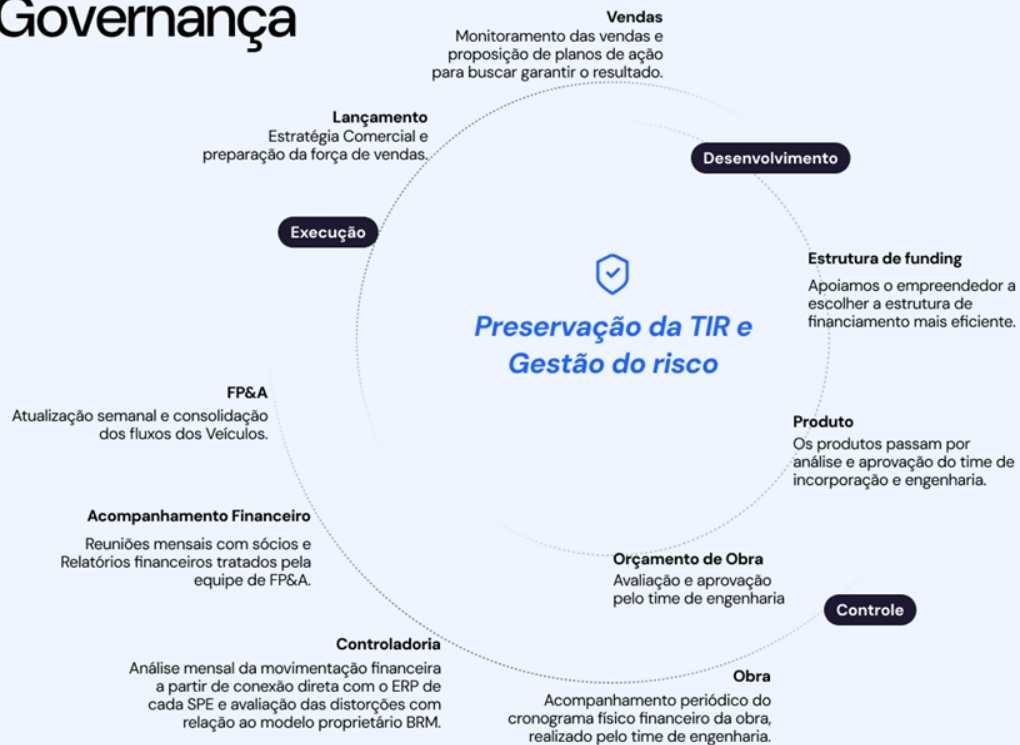 Governança
Vendas
Monitoramento das vendas e
proposição de planos de ação
para buscar garantir o resultado.
Lançamento
Estratégia Comercial e
preparação da força de vendas.
Desenvolvimento
Execução
Estrutura de funding
Apoiamos o empreendedor a
escolher a estrutura de
financiamento mais eficiente.
Preservação da TIR e
Gestão do risco
FP&A
Atualização semanal e consolidação
dos fluxos dos Veículos.
Produto
Os produtos passam por
análise e aprovação do time de
incorporação e engenharia.
Acompanhamento Financeiro
Reuniões mensais com sócios e
Relatórios financeiros tratados pela
equipe de FP&A.
Orçamento de Obra
Avaliação e aprovação
pelo time de engenharia
Controle
Controladoria
Análise mensal da movimentação financeira
a partir de conexão direta com o ERP de
cada SPE e avaliação das distorções com
relação ao modelo proprietário BRM.
Obra
Acompanhamento periódico do
cronograma físico financeiro da obra,
realizado pelo time de engenharia.